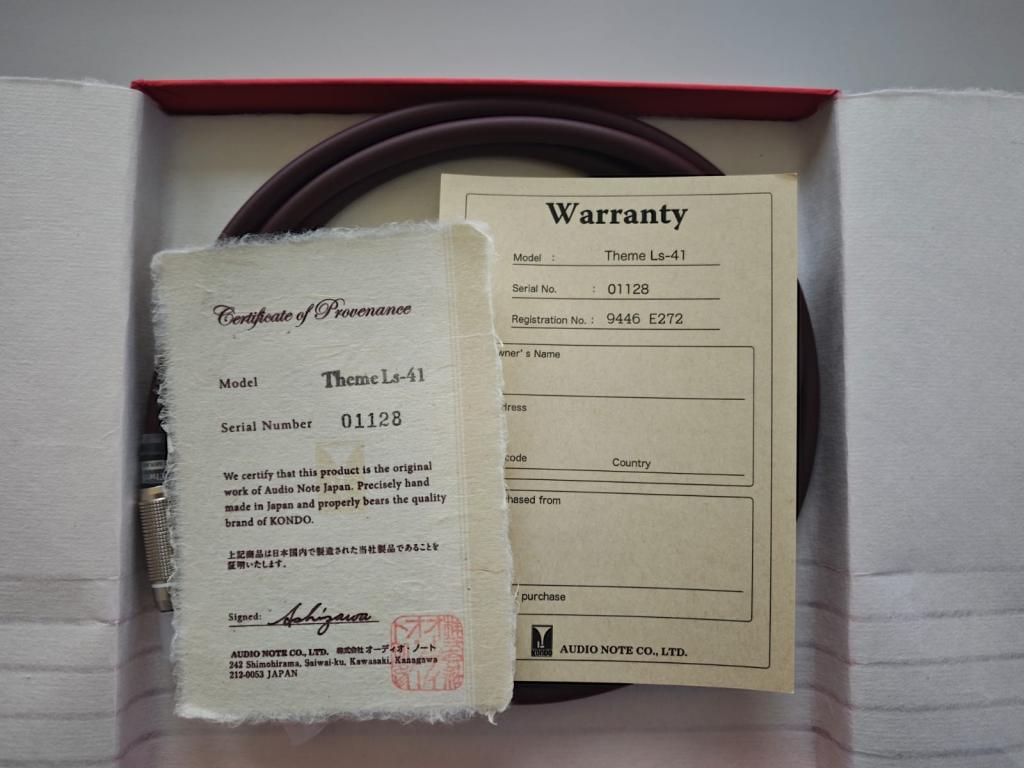 Certificate of Provenance
Model Theme Ls-41
Serial Number 01128
We certify that this product is the original
work of Audio Note Japan. Precisely hand
made in Japan and properly bears the quality
brand of KONDO.
上記商品は日本国内で製造された当社製品であることを
証明いたします。
Signed: Ashizawa
AUDIO NOTE CO., LTD. 株式会社 オーディオ・ノート
242 Shimohirama, Saiwai-ku, Kawasaki, Kanagawa
212-0053 JAPAN
Warranty
Model : Theme Ls-41
Serial No. : 01128
Registration No. : 9446 E272
wner's Name
dress
code Country
hased from
purchase
KONDO AUDIO NOTE CO., LTD.